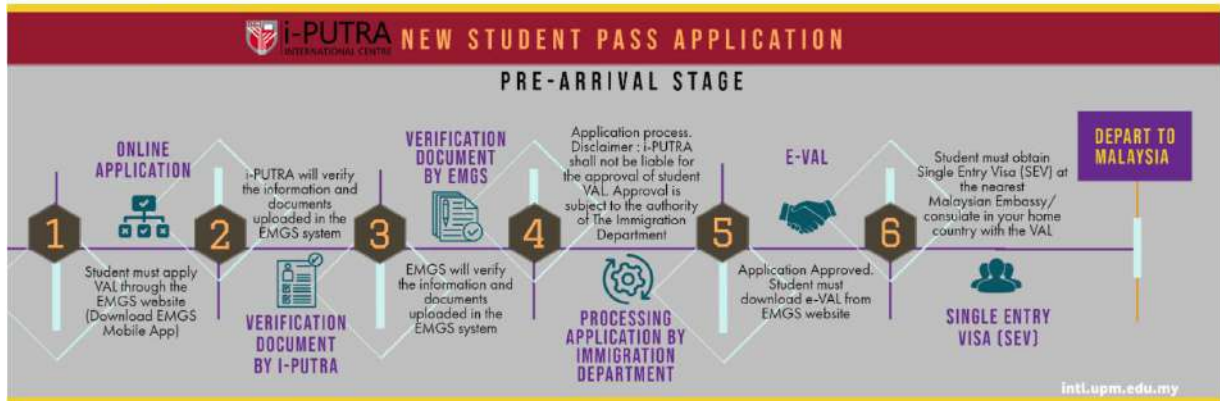 i-PUTRA
INTERNATIONAL CENTRE
NEW STUDENT PASS APPLICATION
PRE-ARRIVAL STAGE
1
ONLINE
APPLICATION
Student must apply
VAL through the
EMGS website
(Download EMGS
Mobile App)
2
i-PUTRA will verify
the information and
documents
uploaded in the
EMGS system
VERIFICATION
DOCUMENT
BY I-PUTRA
3
VERIFICATION
DOCUMENT
BY EMGS
EMGS will verify
the information and
documents
uploaded in the
EMGS system
4
Application process.
Disclaimer : i-PUTRA
shall not be liable for
the approval of student
VAL. Approval is
subject to the authority
of The Immigration
Department
PROCESSING
APPLICATION BY
IMMIGRATION
DEPARTMENT
5
E-VAL
Application Approved.
Student must
download e-VAL from
EMGS website
6
Student must obtain
Single Entry Visa (SEV) at
the nearest
Malaysian Embassy/
consulate in your home
country with the VAL
SINGLE ENTRY
VISA (SEV)
DEPART TO
MALAYSIA
intl.upm.edu.my